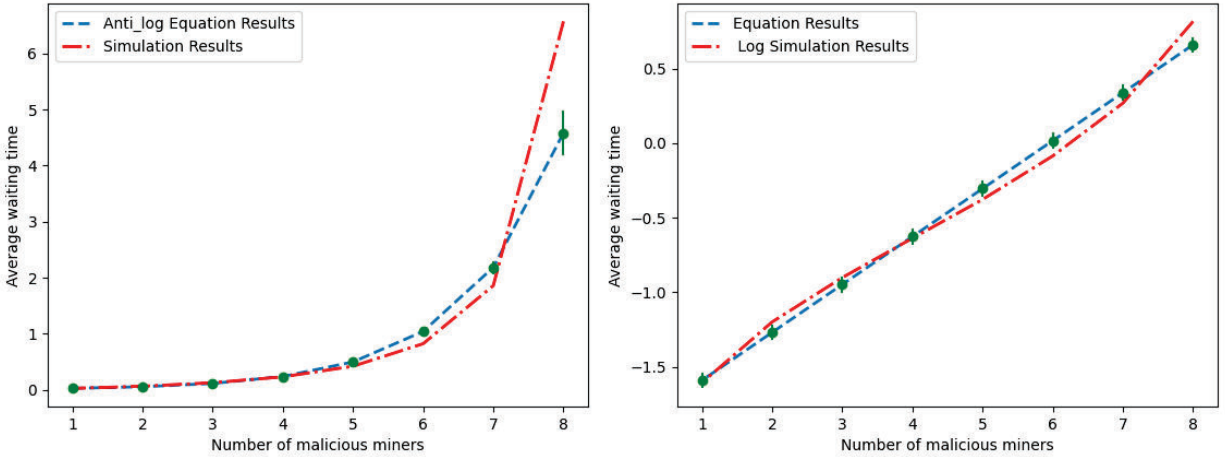 Anti_log Equation Results
Simulation Results
Average waiting time
6
5
4
3
2
1
0
1 2 3 4 5 6 7 8
Number of malicious miners
Equation Results
Log Simulation Results
Average waiting time
0.5
0.0
−0.5
−1.0
−1.5
1 2 3 4 5 6 7 8
Number of malicious miners